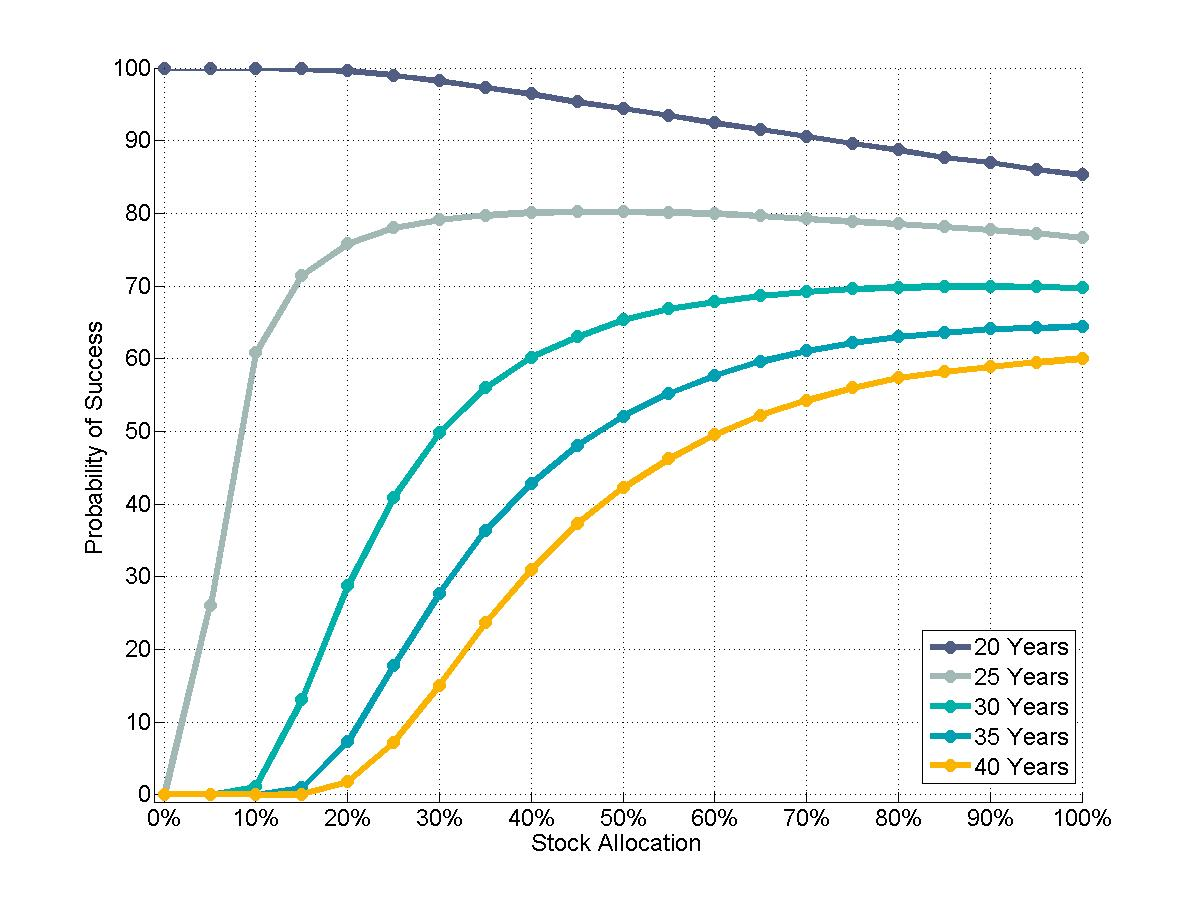 100
90
80
70
60
50
40
30
20
10
0
Probability of Success
0% 10% 20% 30% 40% 50% 60% 70% 80% 90% 100%
Stock Allocation
20 Years
25 Years
30 Years
35 Years
40 Years